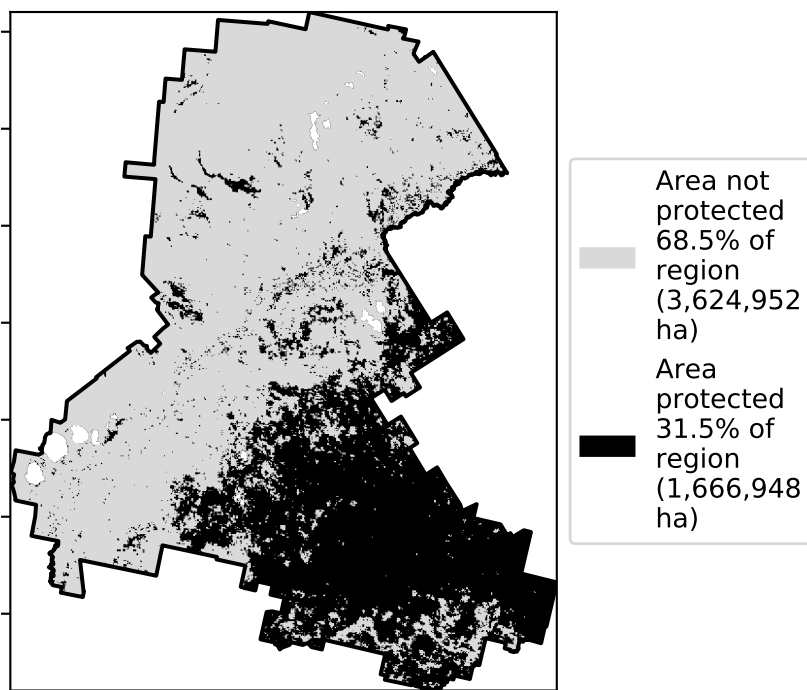 Area not
protected
68.5% of
region
(3,624,952
ha)
Area
protected
31.5% of
region
(1,666,948
ha)